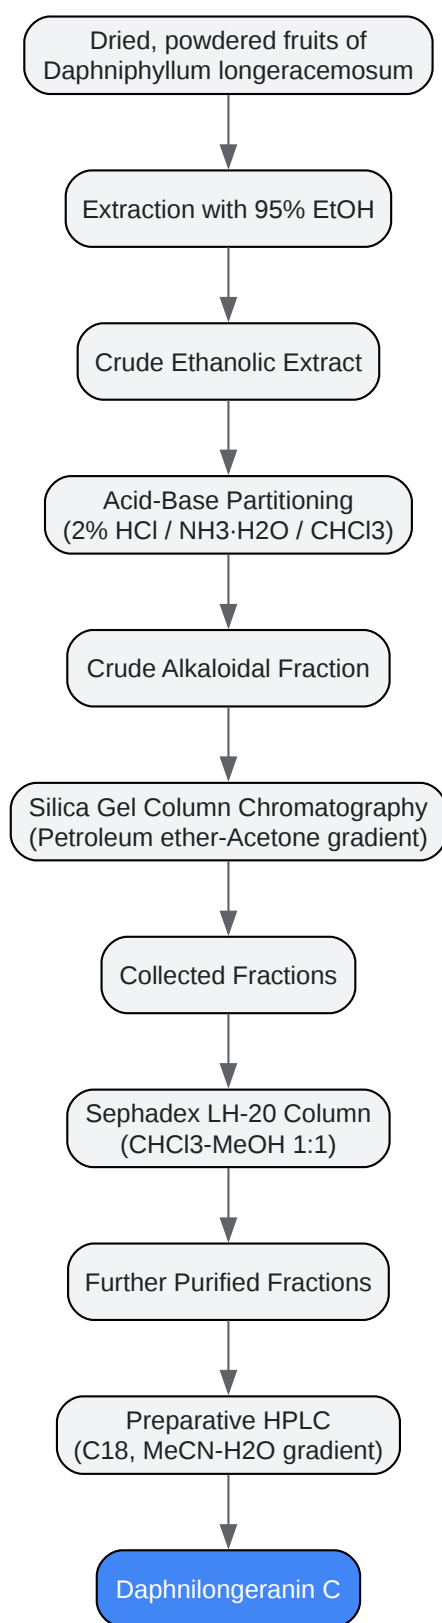 Dried, powdered fruits of
Daphniphyllum longeracemosum
Extraction with 95% EtOH
Crude Ethanolic Extract
Acid-Base Partitioning
(2% HCl / NH3·H2O / CHCl3)
Crude Alkaloidal Fraction
Silica Gel Column Chromatography
(Petroleum ether-Acetone gradient)
Collected Fractions
Sephadex LH-20 Column
(CHCl3-MeOH 1:1)
Further Purified Fractions
Preparative HPLC
(C18, MeCN-H2O gradient)
Daphnilongeranin C